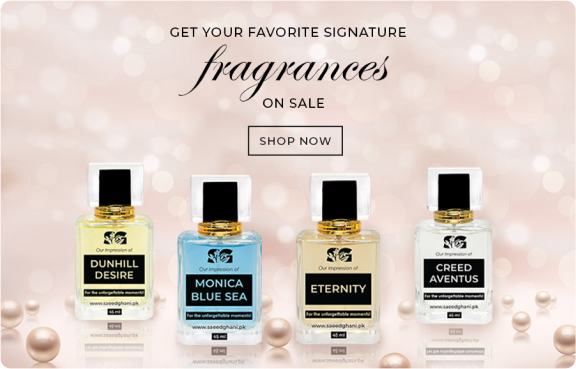 GET YOUR FAVORITE SIGNATURE
fragrances
ON SALE
SHOP NOW
SG
Our Impression of
DUNHILL
DESIRE
For the unforgettable moments!
www.saeedghani.pk
45 ml
SG
Our Impression of
MONICA
BLUE SEA
For the unforgettable moments!
www.saeedghani.pk
45 ml
SG
Our Impression of
ETERNITY
For the unforgettable moments!
www.saeedghani.pk
45 ml
SG
Our Impression of
CREED
AVENTUS
For the unforgettable moments!
www.saeedghani.pk
45 ml